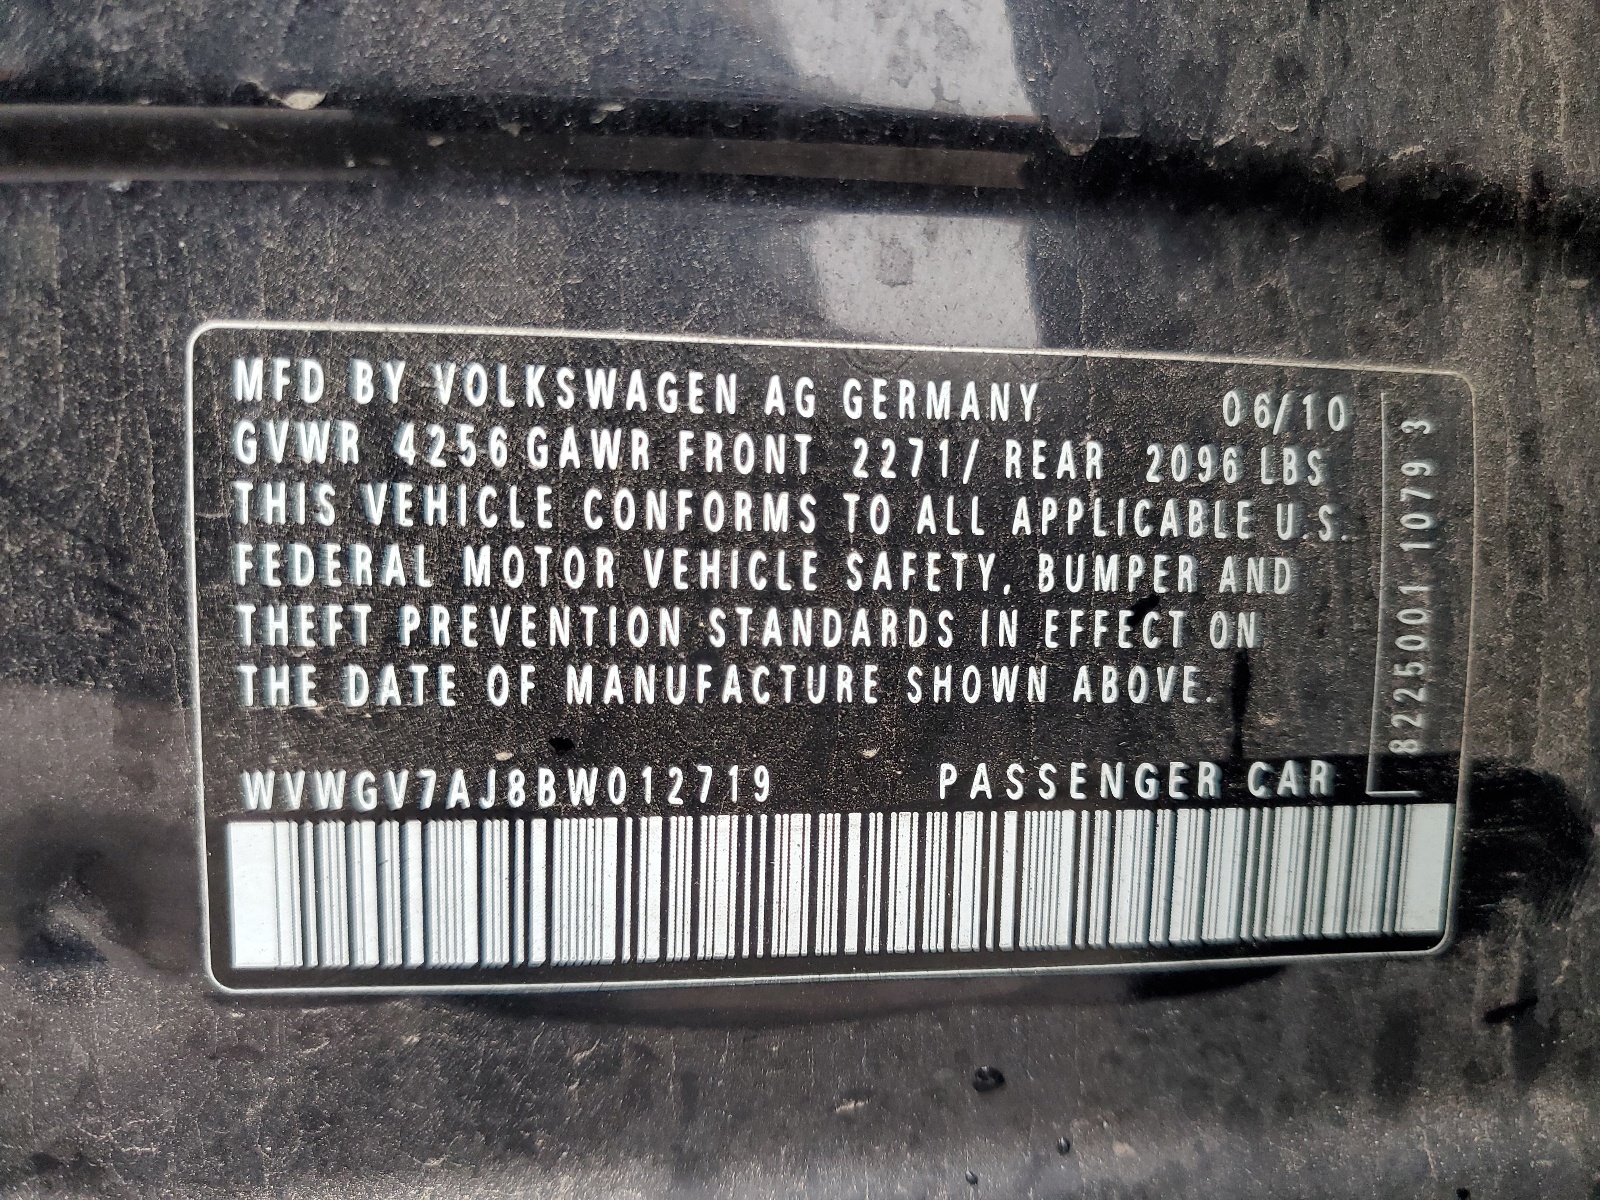 MFD BY VOLKSWAGEN AG GERMANY 06/10
GVWR 4256 GAWR FRONT 2271/ REAR 2096 LBS
THIS VEHICLE CONFORMS TO ALL APPLICABLE U.S.
FEDERAL MOTOR VEHICLE SAFETY, BUMPER AND
THEFT PREVENTION STANDARDS IN EFFECT ON
THE DATE OF MANUFACTURE SHOWN ABOVE.
WVWGV7AJ8BW012719 PASSENGER CAR
8225001 1079 3